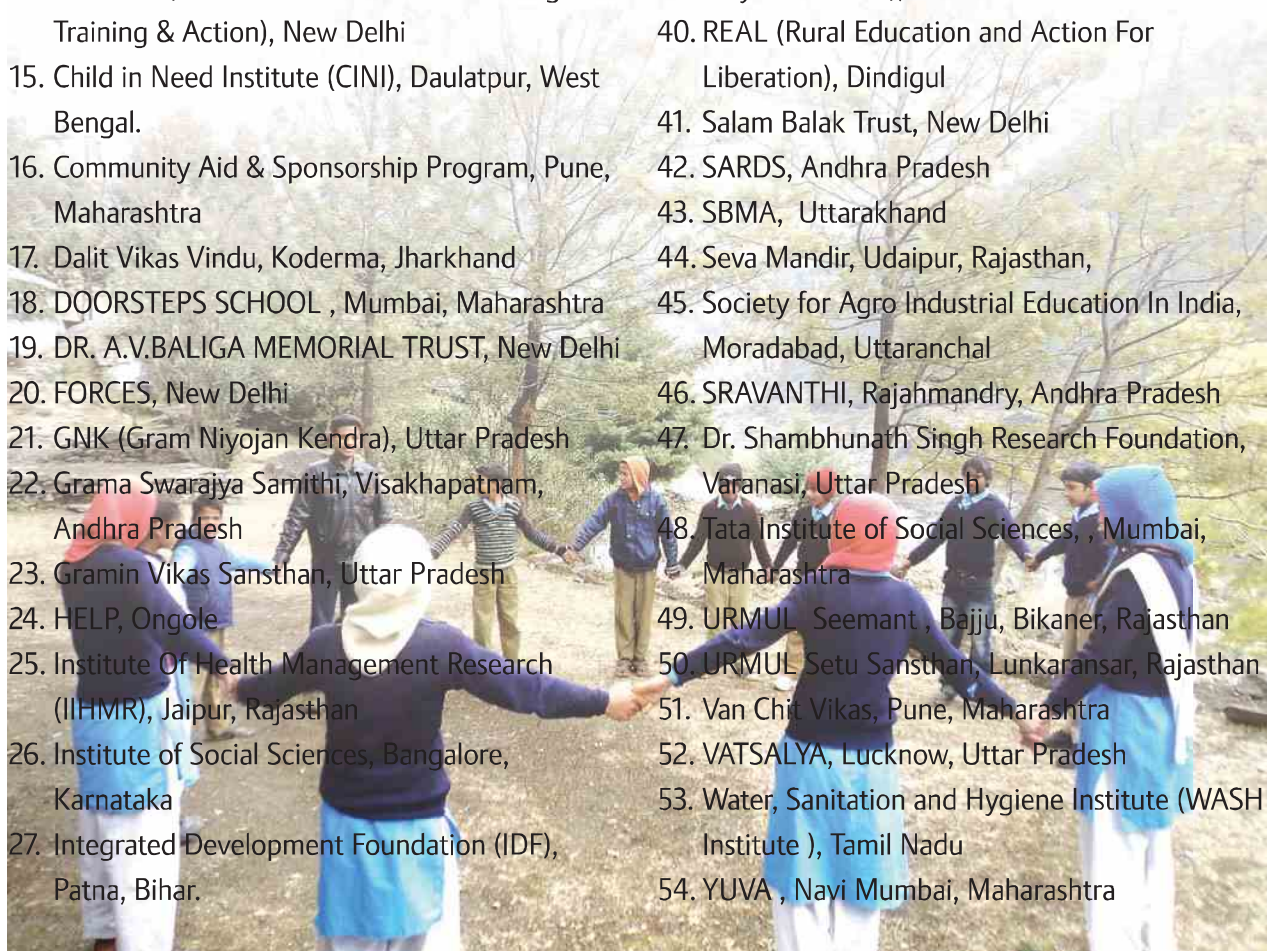 Training & Action), New Delhi
15. Child in Need Institute (CINI), Daulatpur, West
Bengal.
16. Community Aid & Sponsorship Program, Pune,
Maharashtra
17. Dalit Vikas Vindu, Koderma, Jharkhand
18. DOORSTEPS SCHOOL , Mumbai, Maharashtra
19. DR. A.V.BALIGA MEMORIAL TRUST, New Delhi
20. FORCES, New Delhi
21. GNK (Gram Niyojan Kendra), Uttar Pradesh
22. Grama Swarajya Samithi, Visakhapatnam,
Andhra Pradesh
23. Gramin Vikas Sansthan, Uttar Pradesh
24. HELP, Ongole
25. Institute Of Health Management Research
(IIHMR), Jaipur, Rajasthan
26. Institute of Social Sciences, Bangalore,
Karnataka
27. Integrated Development Foundation (IDF),
Patna, Bihar.
40. REAL (Rural Education and Action For
Liberation), Dindigul
41. Salam Balak Trust, New Delhi
42. SARDS, Andhra Pradesh
43. SBMA,  Uttarakhand
44. Seva Mandir, Udaipur, Rajasthan,
45. Society for Agro Industrial Education In India,
Moradabad, Uttaranchal
46. SRAVANTHI, Rajahmandry, Andhra Pradesh
47. Dr. Shambhunath Singh Research Foundation,
Varanasi, Uttar Pradesh
48. Tata Institute of Social Sciences, , Mumbai,
Maharashtra
49. URMUL  Seemant , Bajju, Bikaner, Rajasthan
50. URMUL Setu Sansthan, Lunkaransar, Rajasthan
51. Van Chit Vikas, Pune, Maharashtra
52. VATSALYA, Lucknow, Uttar Pradesh
53. Water, Sanitation and Hygiene Institute (WASH
Institute ), Tamil Nadu
54. YUVA , Navi Mumbai, Maharashtra